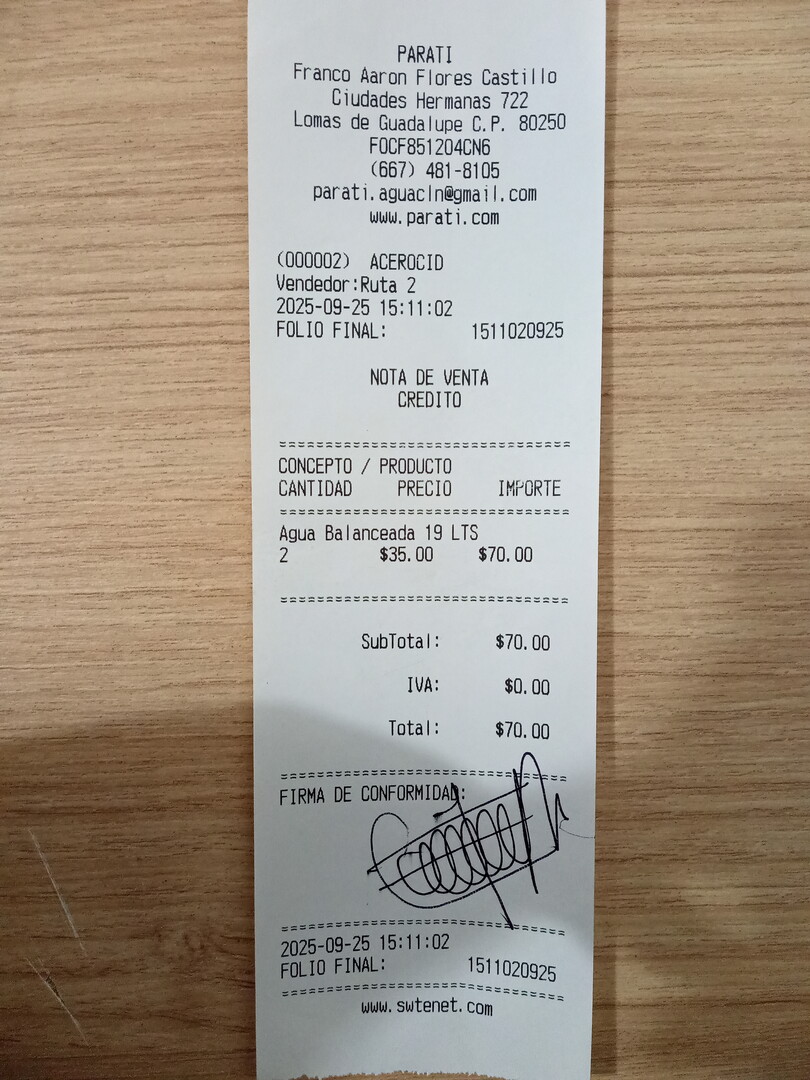 PARATI
Franco Aaron Flores Castillo
Ciudades Hermanas 722
Lomas de Guadalupe C.P. 80250
FOCF851204CN6
(667) 481-8105
parati.aguacln@gmail.com
www.parati.com
(000002) ACEROCID
Vendedor:Ruta 2
2025-09-25 15:11:02
FOLIO FINAL: 1511020925
NOTA DE VENTA
CREDITO
================================
CONCEPTO / PRODUCTO
CANTIDAD PRECIO IMPORTE
================================
Agua Balanceada 19 LTS
2 $35.00 $70.00
================================
SubTotal: $70.00
IVA: $0.00
Total: $70.00
================================
FIRMA DE CONFORMIDAD:
================================
2025-09-25 15:11:02
FOLIO FINAL: 1511020925
================================
www.swtenet.com